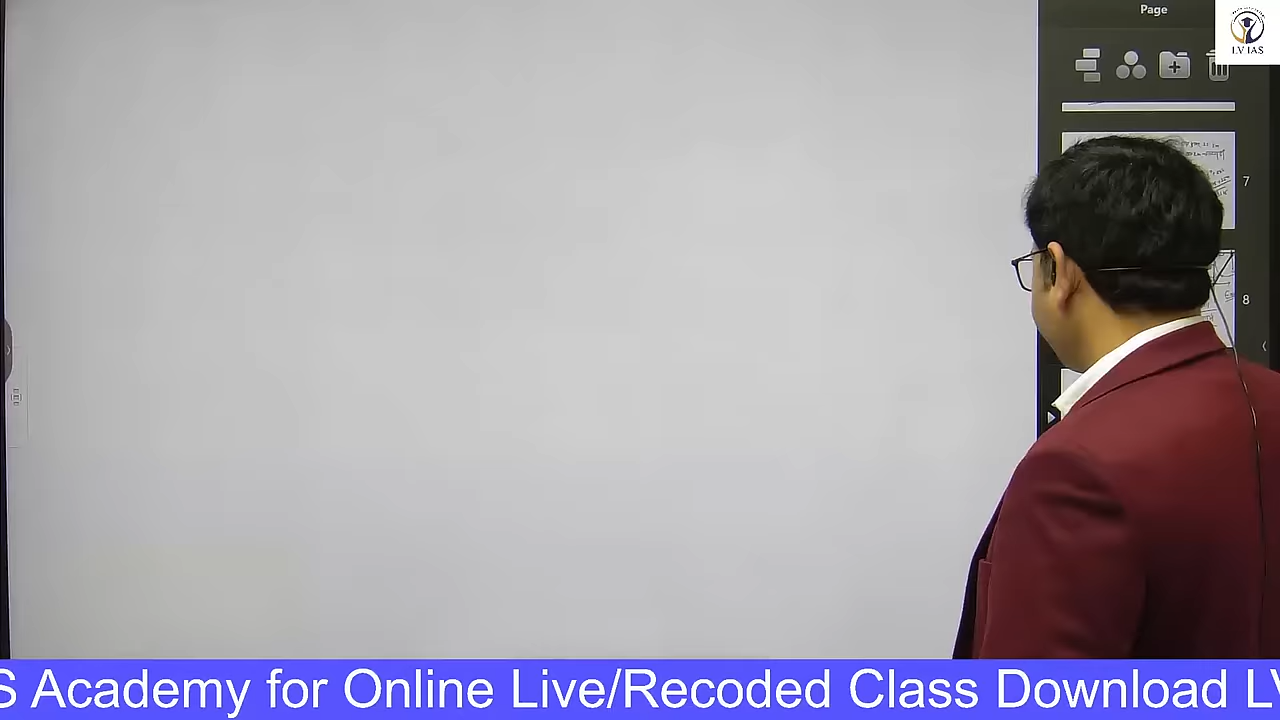 Page
LV IAS
7
8
S Academy for Online Live/Recoded Class Download LV